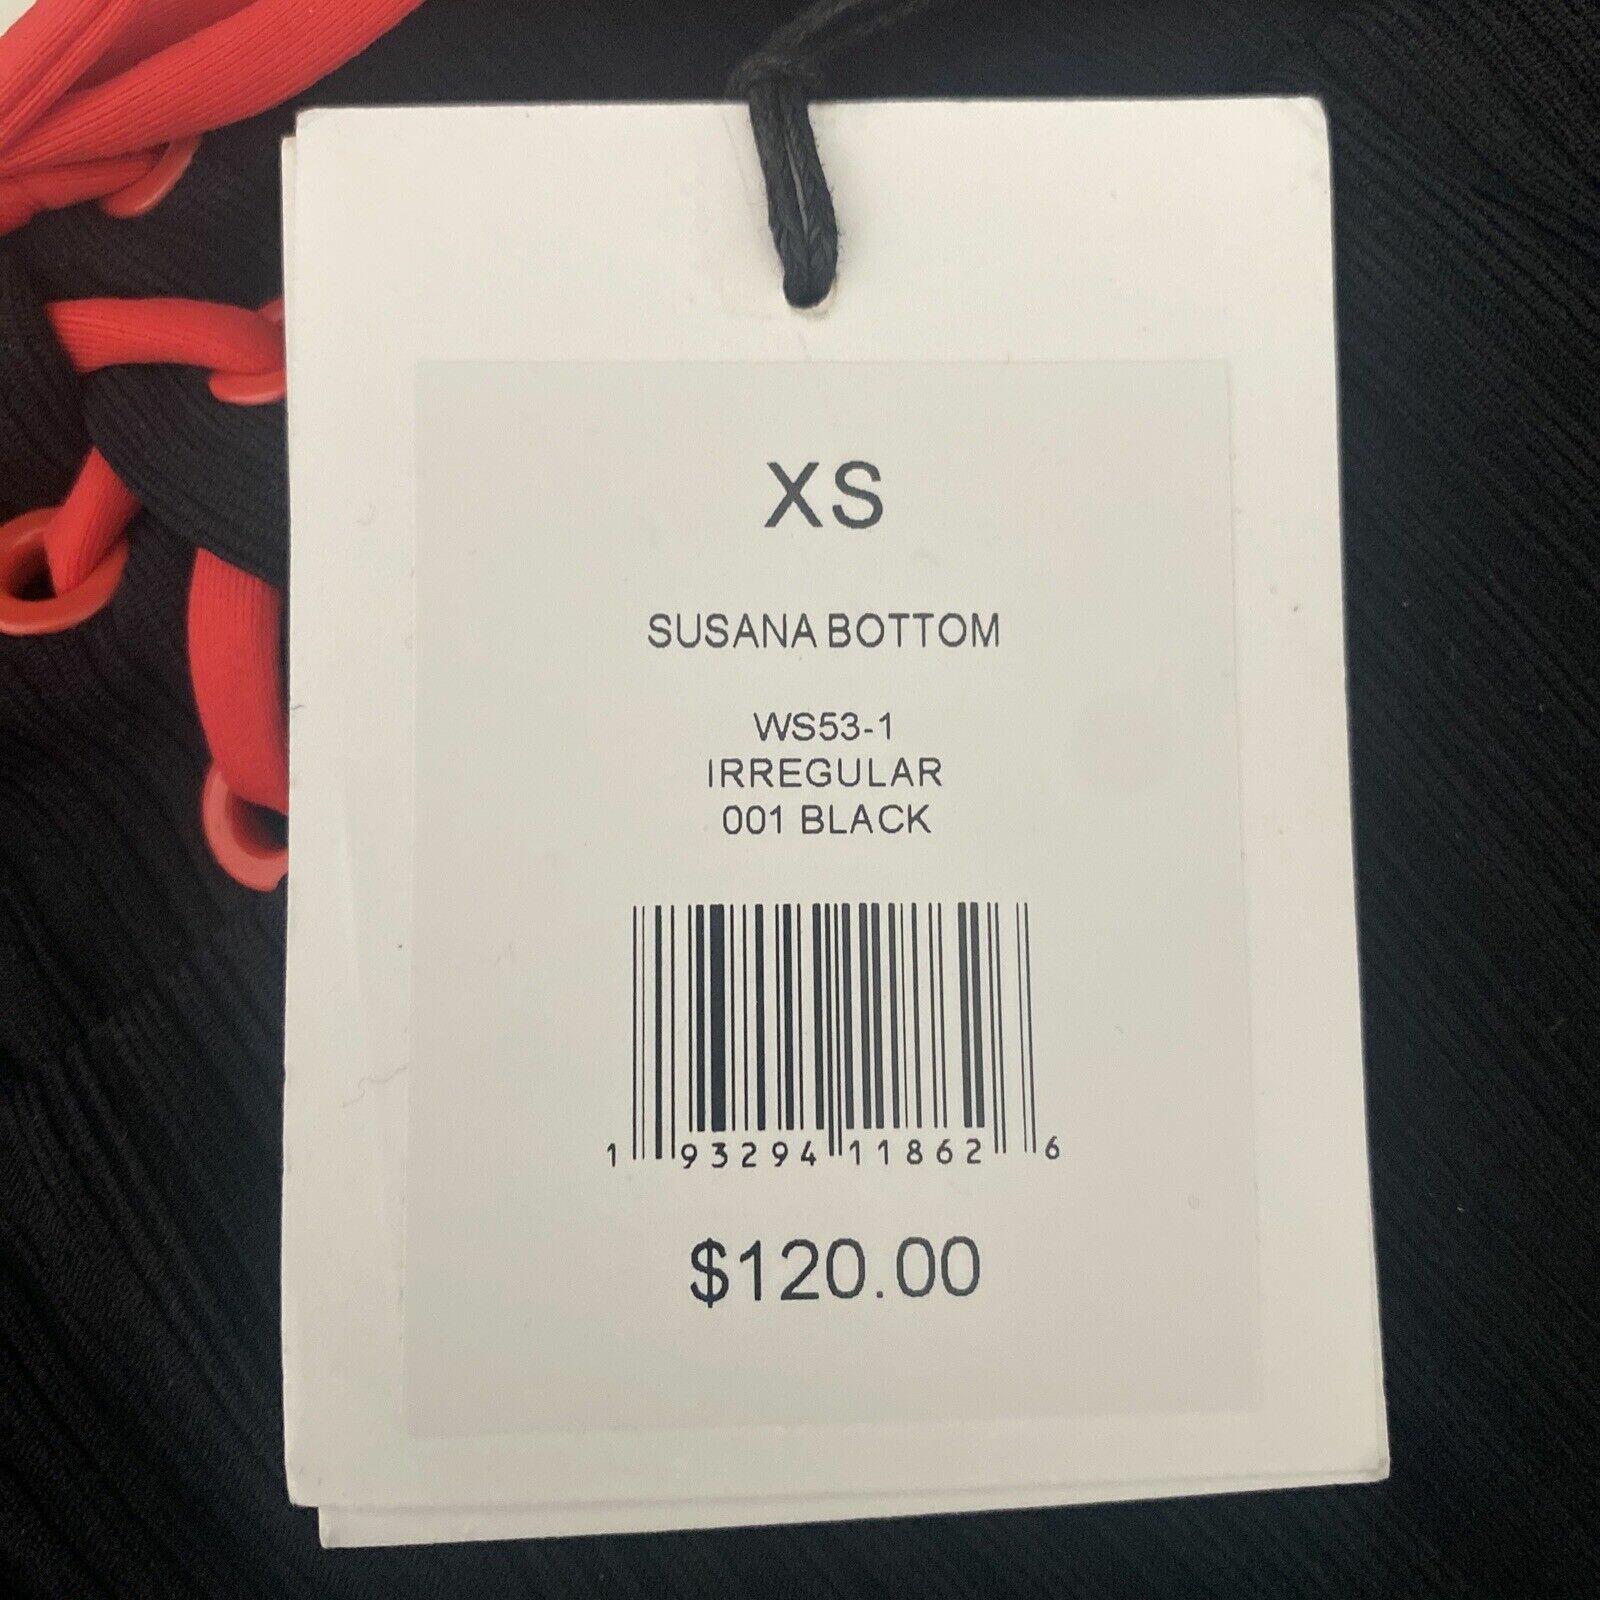 XS
SUSANA BOTTOM
WS53-1
IRREGULAR
001 BLACK
1 93294 11862 6
$120.00